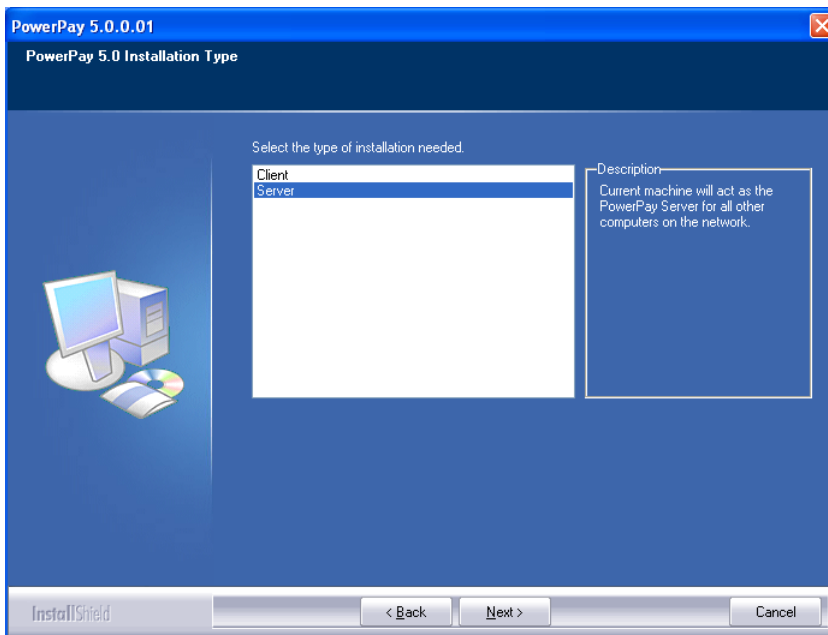 PowerPay 5.0.0.01
PowerPay 5.0 Installation Type
Select the type of installation needed.
Client
Server
Description
Current machine will act as the
PowerPay Server for all other
computers on the network.
InstallShield
< Back
Next >
Cancel